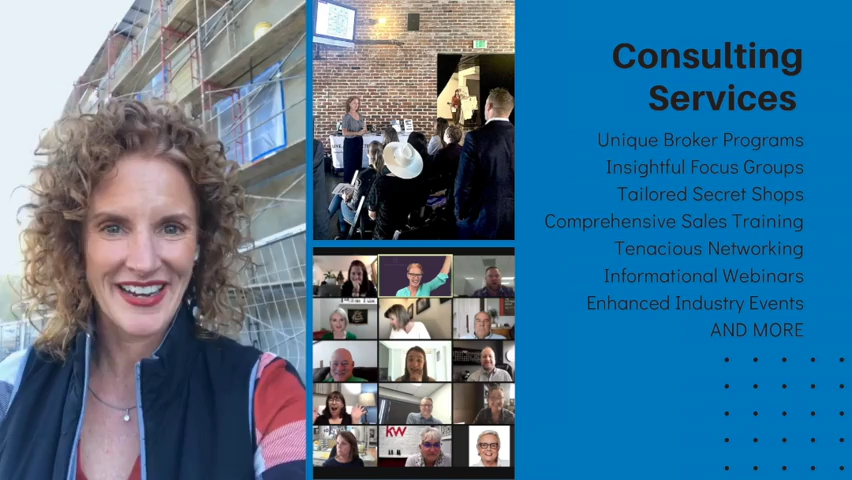 Consulting
Services
Unique Broker Programs
Insightful Focus Groups
Tailored Secret Shops
Comprehensive Sales Training
Tenacious Networking
Informational Webinars
Enhanced Industry Events
AND MORE
kw